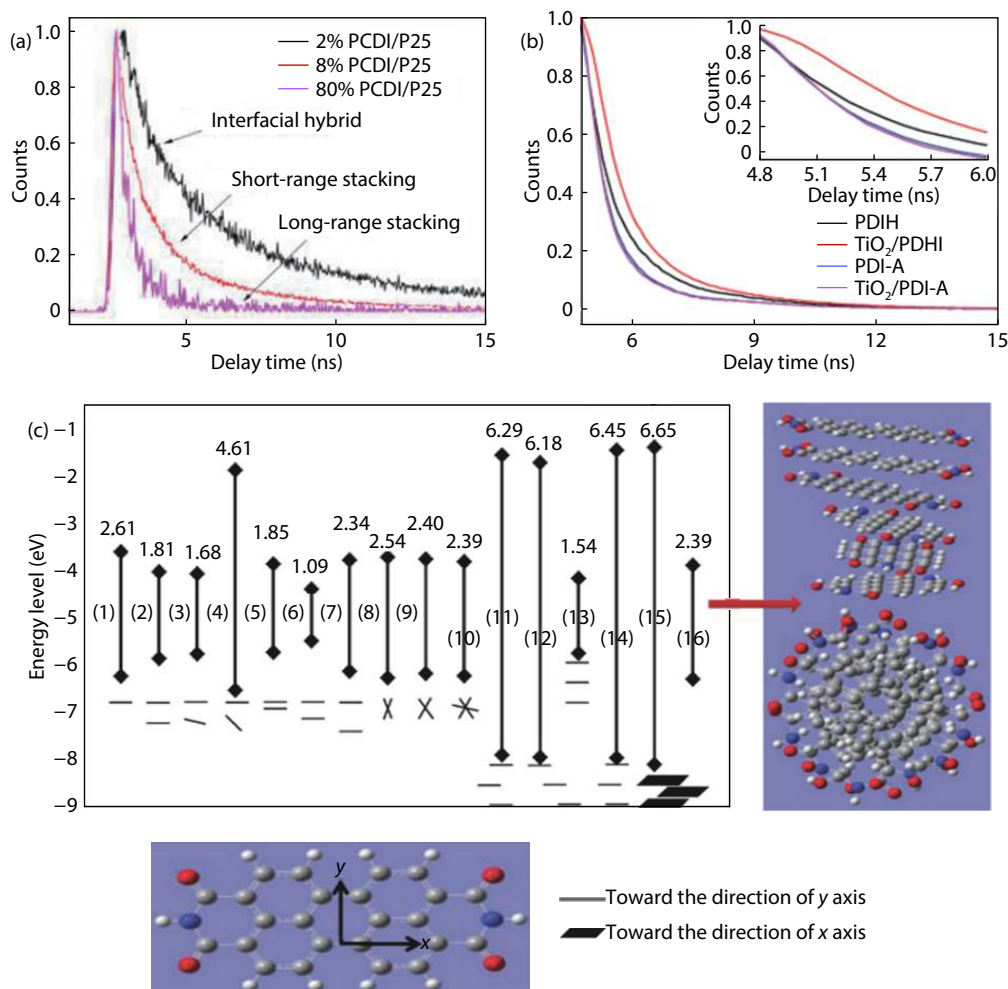 (a)
2% PCDI/P25
8% PCDI/P25
80% PCDI/P25
Interfacial hybrid
Short-range stacking
Long-range stacking
1.0
0.8
0.6
0.4
0.2
0
Counts
5
10
15
Delay time (ns)
(b)
1.0
0.8
0.6
0.4
0.2
0
Counts
6
9
12
15
Delay time (ns)
1.0
0.8
0.6
0.4
0.2
0
Counts
4.8
5.1
5.4
5.7
6.0
Delay time (ns)
PDIH
TiO₂/PDHI
PDI-A
TiO₂/PDI-A
(c)
−1
−2
−3
−4
−5
−6
−7
−8
−9
Energy level (eV)
2.61
1.81
1.68
4.61
1.85
1.09
2.34
2.54
2.40
2.39
6.29
6.18
1.54
6.45
6.65
2.39
(1)
(2)
(3)
(4)
(5)
(6)
(7)
(8)
(9)
(10)
(11)
(12)
(13)
(14)
(15)
(16)
y
x
Toward the direction of y axis
Toward the direction of x axis